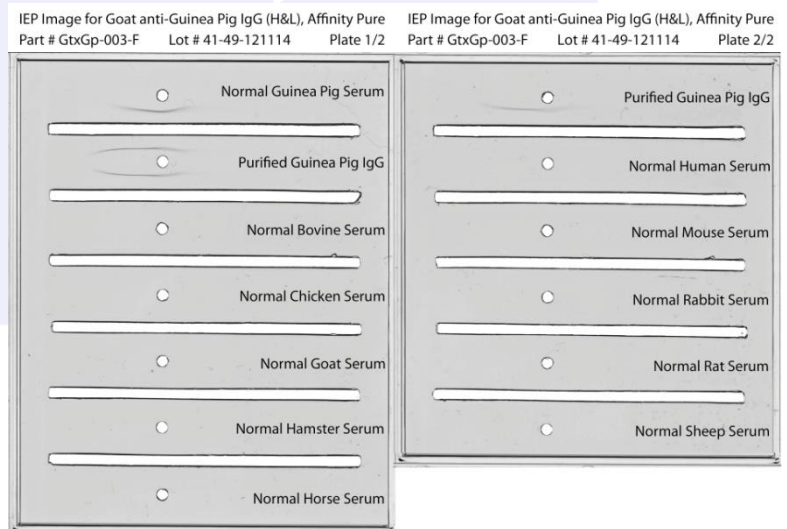 IEP Image for Goat anti-Guinea Pig IgG (H&L), Affinity Pure
Part # GtxGp-003-F Lot # 41-49-121114 Plate 1/2
Normal Guinea Pig Serum
Purified Guinea Pig IgG
Normal Bovine Serum
Normal Chicken Serum
Normal Goat Serum
Normal Hamster Serum
Normal Horse Serum
IEP Image for Goat anti-Guinea Pig IgG (H&L), Affinity Pure
Part # GtxGp-003-F Lot # 41-49-121114 Plate 2/2
Purified Guinea Pig IgG
Normal Human Serum
Normal Mouse Serum
Normal Rabbit Serum
Normal Rat Serum
Normal Sheep Serum